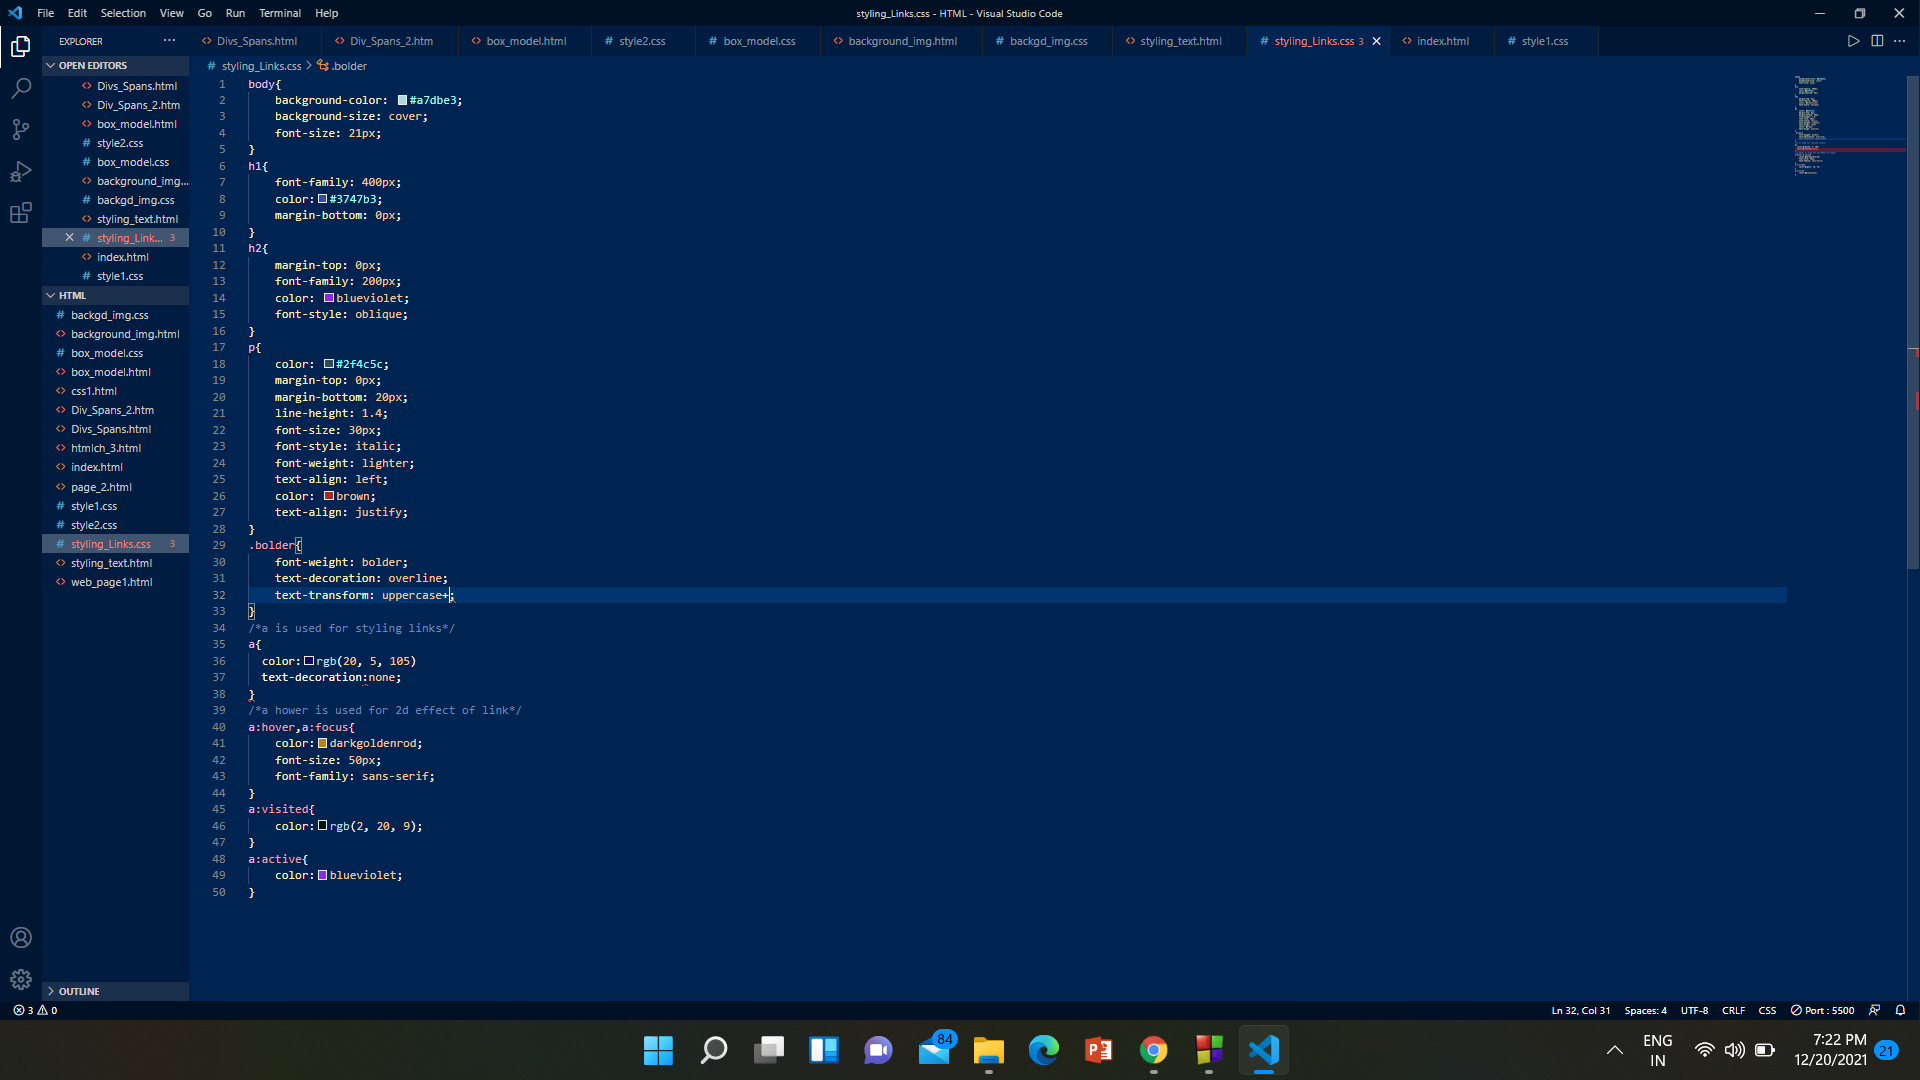 File Edit Selection View Go Run Terminal Help
styling_Links.css - HTML - Visual Studio Code
EXPLORER
Divs_Spans.html Div_Spans_2.htm box_model.html style2.css box_model.css background_img.html backgd_img.css styling_text.html styling_Links.css 3 index.html style1.css
OPEN EDITORS
Divs_Spans.html
Div_Spans_2.htm
box_model.html
style2.css
box_model.css
background_img...
backgd_img.css
styling_text.html
styling_Link... 3
index.html
style1.css
HTML
backgd_img.css
background_img.html
box_model.css
box_model.html
css1.html
Div_Spans_2.htm
Divs_Spans.html
htmlch_3.html
index.html
page_2.html
style1.css
style2.css
styling_Links.css 3
styling_text.html
web_page1.html
OUTLINE
# styling_Links.css > .bolder
1 body{
2 background-color: #a7dbe3;
3 background-size: cover;
4 font-size: 21px;
5 }
6 h1{
7 font-family: 400px;
8 color: #3747b3;
9 margin-bottom: 0px;
10 }
11 h2{
12 margin-top: 0px;
13 font-family: 200px;
14 color: blueviolet;
15 font-style: oblique;
16 }
17 p{
18 color: #2f4c5c;
19 margin-top: 0px;
20 margin-bottom: 20px;
21 line-height: 1.4;
22 font-size: 30px;
23 font-style: italic;
24 font-weight: lighter;
25 text-align: left;
26 color: brown;
27 text-align: justify;
28 }
29 .bolder{
30 font-weight: bolder;
31 text-decoration: overline;
32 text-transform: uppercase+;
33 }
34 /*a is used for styling links*/
35 a{
36 color: rgb(20, 5, 105)
37 text-decoration:none;
38 }
39 /*a hower is used for 2d effect of link*/
40 a:hover,a:focus{
41 color: darkgoldenrod;
42 font-size: 50px;
43 font-family: sans-serif;
44 }
45 a:visited{
46 color: rgb(2, 20, 9);
47 }
48 a:active{
49 color: blueviolet;
50 }
3 0
Ln 32, Col 31 Spaces: 4 UTF-8 CRLF CSS Port : 5500
84
ENG
IN
7:22 PM
12/20/2021
21